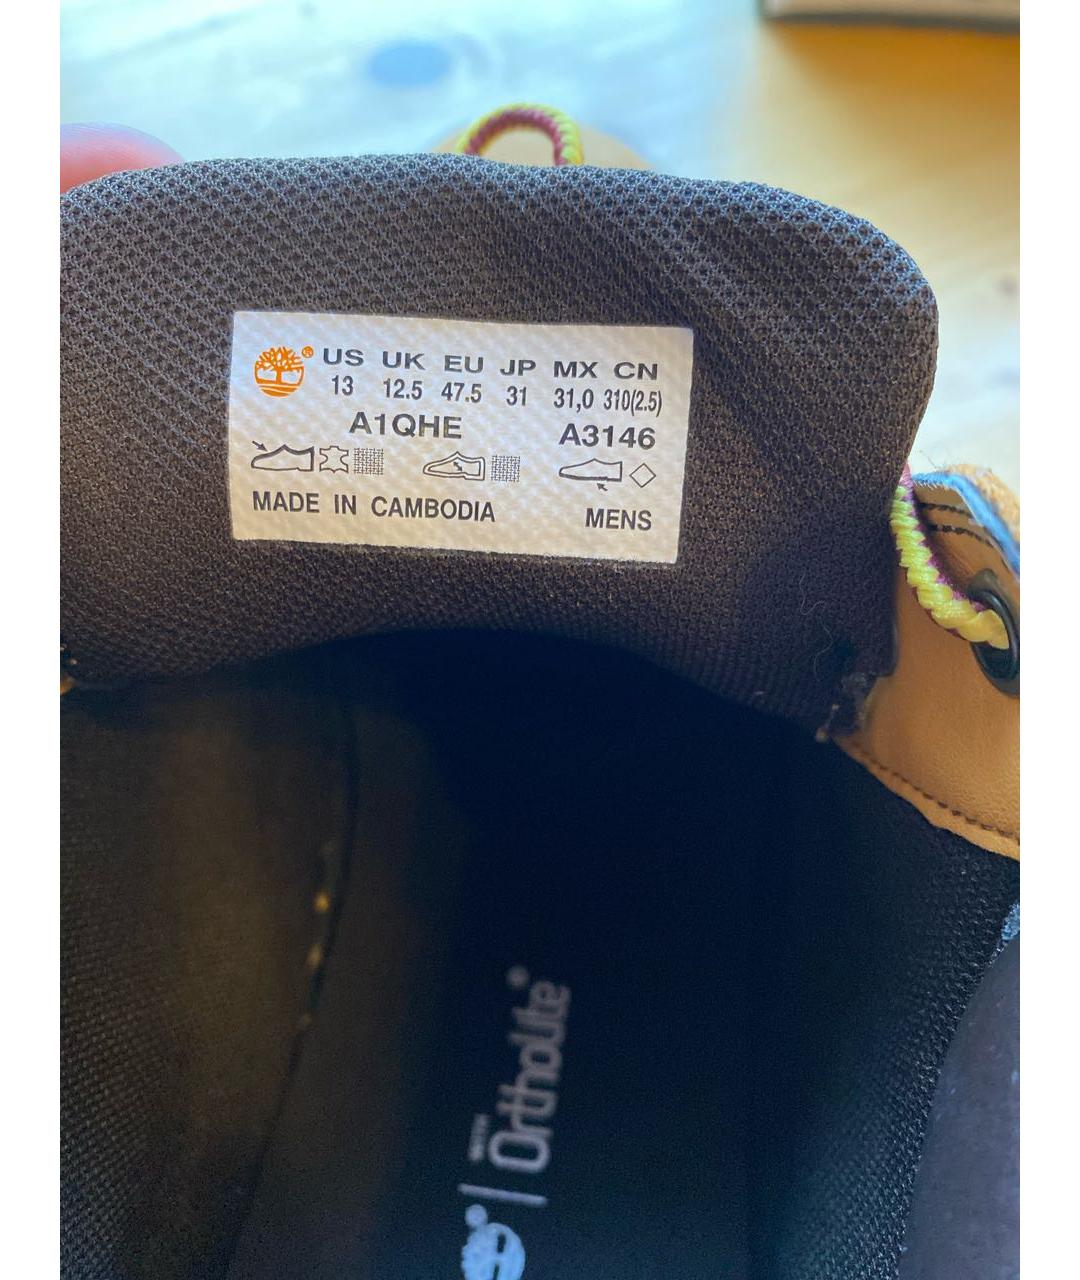 ® US UK EU JP MX CN
13 12.5 47.5 31 31,0 310(2.5)
A1QHE A3146
MADE IN CAMBODIA MENS
WITH
OrthoLite®
®